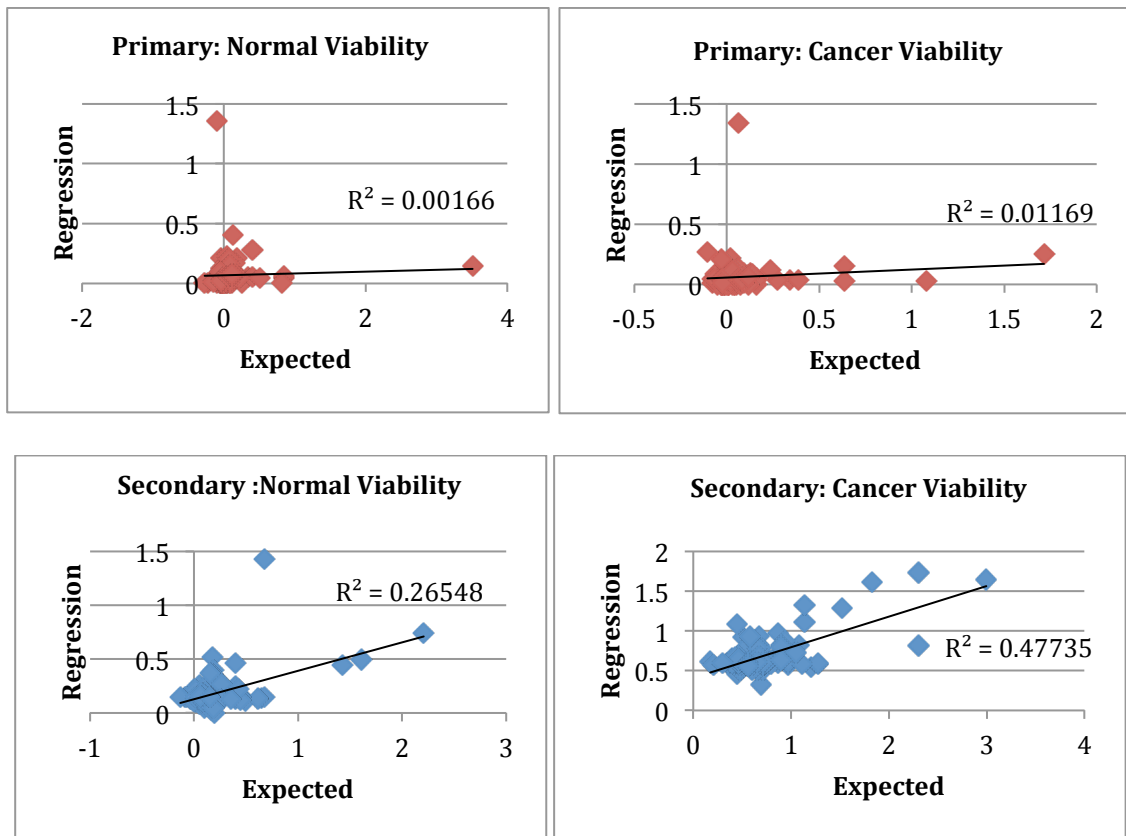 Primary: Normal Viability
1.5
1
0.5
0
-2
0
2
4
R² = 0.00166
Regression
Expected
Primary: Cancer Viability
1.5
1
0.5
0
-0.5
0
0.5
1
1.5
2
R² = 0.01169
Regression
Expected
Secondary :Normal Viability
1.5
1
0.5
0
-1
0
1
2
3
R² = 0.26548
Regression
Expected
Secondary: Cancer Viability
2
1.5
1
0.5
0
0
1
2
3
4
R² = 0.47735
Regression
Expected